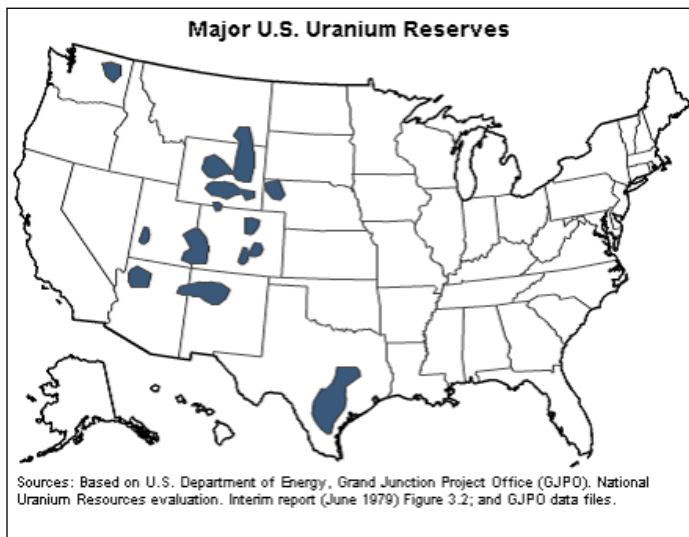 Major U.S. Uranium Reserves
Sources: Based on U.S. Department of Energy, Grand Junction Project Office (GJPO). National
Uranium Resources evaluation. Interim report (June 1979) Figure 3.2; and GJPO data files.